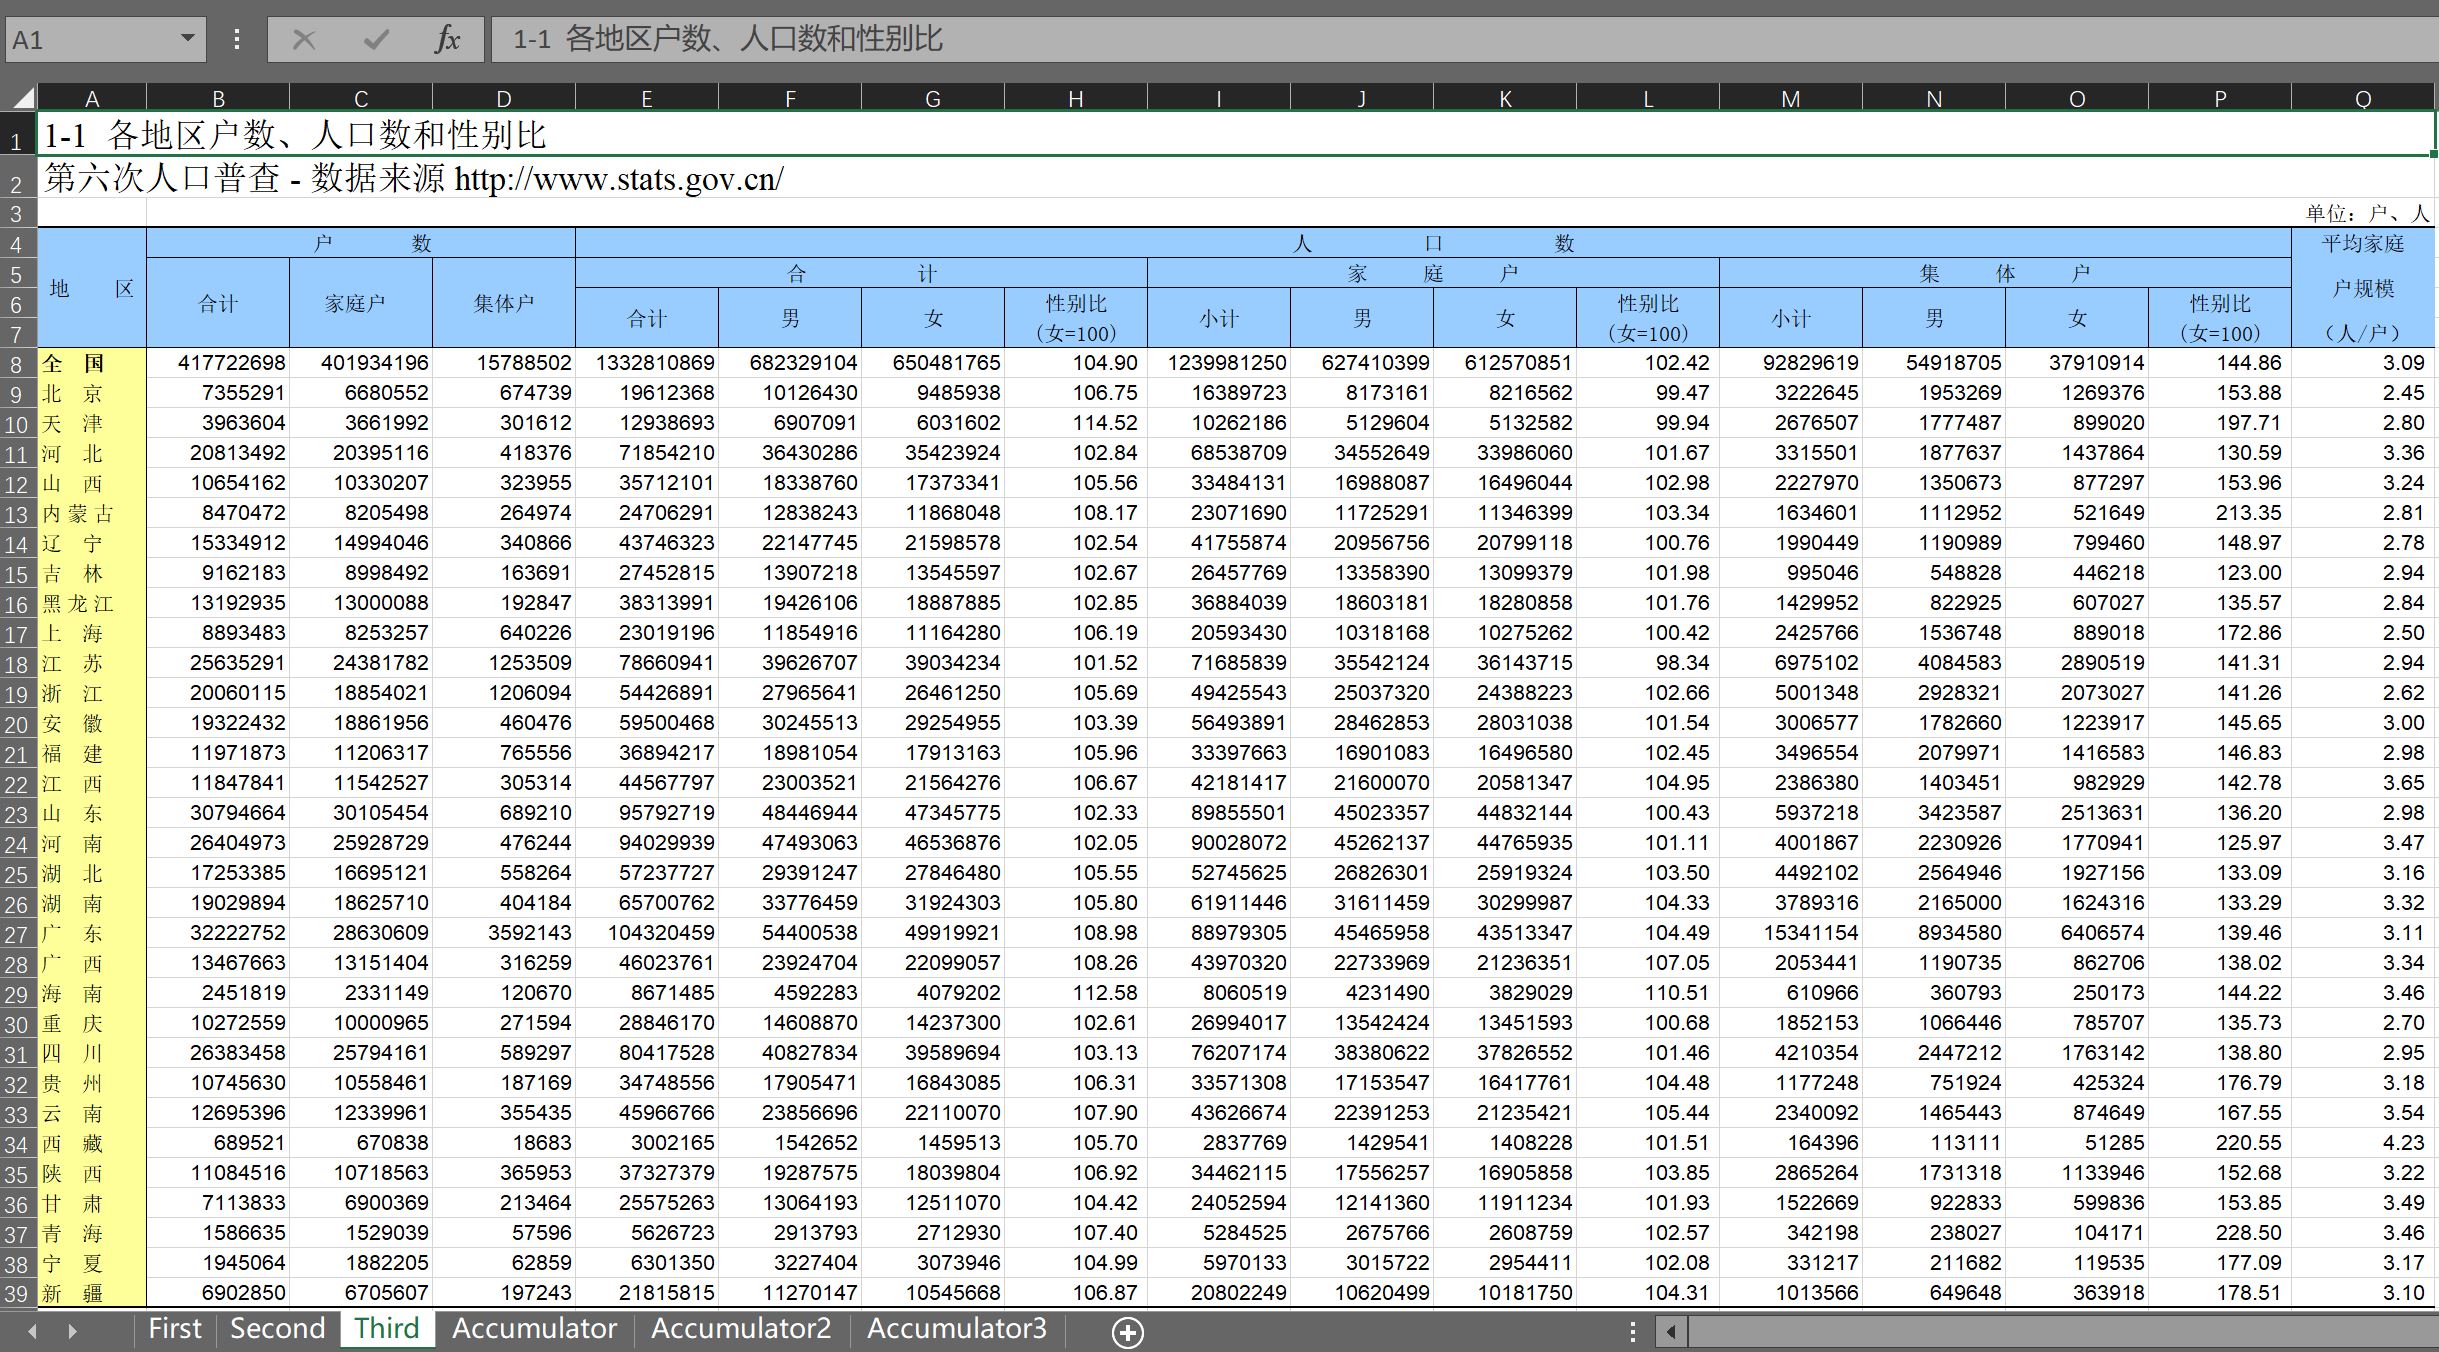 A1 fx 1-1 各地区户数、人口数和性别比
A B C D E F G H I J K L M N O P Q
1 1-1 各地区户数、人口数和性别比
2 第六次人口普查 - 数据来源 http://www.stats.gov.cn/
3 单位：户、人
4 户 数 人 口 数 平均家庭
5 地 区 合 计 家 庭 户 集 体 户 户规模
6 合计 家庭户 集体户 合计 男 女 性别比 小计 男 女 性别比 小计 男 女 性别比
7 (女=100) (女=100) (女=100) （人/户）
8 全 国 417722698 401934196 15788502 1332810869 682329104 650481765 104.90 1239981250 627410399 612570851 102.42 92829619 54918705 37910914 144.86 3.09
9 北 京 7355291 6680552 674739 19612368 10126430 9485938 106.75 16389723 8173161 8216562 99.47 3222645 1953269 1269376 153.88 2.45
10 天 津 3963604 3661992 301612 12938693 6907091 6031602 114.52 10262186 5129604 5132582 99.94 2676507 1777487 899020 197.71 2.80
11 河 北 20813492 20395116 418376 71854210 36430286 35423924 102.84 68538709 34552649 33986060 101.67 3315501 1877637 1437864 130.59 3.36
12 山 西 10654162 10330207 323955 35712101 18338760 17373341 105.56 33484131 16988087 16496044 102.98 2227970 1350673 877297 153.96 3.24
13 内 蒙 古 8470472 8205498 264974 24706291 12838243 11868048 108.17 23071690 11725291 11346399 103.34 1634601 1112952 521649 213.35 2.81
14 辽 宁 15334912 14994046 340866 43746323 22147745 21598578 102.54 41755874 20956756 20799118 100.76 1990449 1190989 799460 148.97 2.78
15 吉 林 9162183 8998492 163691 27452815 13907218 13545597 102.67 26457769 13358390 13099379 101.98 995046 548828 446218 123.00 2.94
16 黑 龙 江 13192935 13000088 192847 38313991 19426106 18887885 102.85 36884039 18603181 18280858 101.76 1429952 822925 607027 135.57 2.84
17 上 海 8893483 8253257 640226 23019196 11854916 11164280 106.19 20593430 10318168 10275262 100.42 2425766 1536748 889018 172.86 2.50
18 江 苏 25635291 24381782 1253509 78660941 39626707 39034234 101.52 71685839 35542124 36143715 98.34 6975102 4084583 2890519 141.31 2.94
19 浙 江 20060115 18854021 1206094 54426891 27965641 26461250 105.69 49425543 25037320 24388223 102.66 5001348 2928321 2073027 141.26 2.62
20 安 徽 19322432 18861956 460476 59500468 30245513 29254955 103.39 56493891 28462853 28031038 101.54 3006577 1782660 1223917 145.65 3.00
21 福 建 11971873 11206317 765556 36894217 18981054 17913163 105.96 33397663 16901083 16496580 102.45 3496554 2079971 1416583 146.83 2.98
22 江 西 11847841 11542527 305314 44567797 23003521 21564276 106.67 42181417 21600070 20581347 104.95 2386380 1403451 982929 142.78 3.65
23 山 东 30794664 30105454 689210 95792719 48446944 47345775 102.33 89855501 45023357 44832144 100.43 5937218 3423587 2513631 136.20 2.98
24 河 南 26404973 25928729 476244 94029939 47493063 46536876 102.05 90028072 45262137 44765935 101.11 4001867 2230926 1770941 125.97 3.47
25 湖 北 17253385 16695121 558264 57237727 29391247 27846480 105.55 52745625 26826301 25919324 103.50 4492102 2564946 1927156 133.09 3.16
26 湖 南 19029894 18625710 404184 65700762 33776459 31924303 105.80 61911446 31611459 30299987 104.33 3789316 2165000 1624316 133.29 3.32
27 广 东 32222752 28630609 3592143 104320459 54400538 49919921 108.98 88979305 45465958 43513347 104.49 15341154 8934580 6406574 139.46 3.11
28 广 西 13467663 13151404 316259 46023761 23924704 22099057 108.26 43970320 22733969 21236351 107.05 2053441 1190735 862706 138.02 3.34
29 海 南 2451819 2331149 120670 8671485 4592283 4079202 112.58 8060519 4231490 3829029 110.51 610966 360793 250173 144.22 3.46
30 重 庆 10272559 10000965 271594 28846170 14608870 14237300 102.61 26994017 13542424 13451593 100.68 1852153 1066446 785707 135.73 2.70
31 四 川 26383458 25794161 589297 80417528 40827834 39589694 103.13 76207174 38380622 37826552 101.46 4210354 2447212 1763142 138.80 2.95
32 贵 州 10745630 10558461 187169 34748556 17905471 16843085 106.31 33571308 17153547 16417761 104.48 1177248 751924 425324 176.79 3.18
33 云 南 12695396 12339961 355435 45966766 23856696 22110070 107.90 43626674 22391253 21235421 105.44 2340092 1465443 874649 167.55 3.54
34 西 藏 689521 670838 18683 3002165 1542652 1459513 105.70 2837769 1429541 1408228 101.51 164396 113111 51285 220.55 4.23
35 陕 西 11084516 10718563 365953 37327379 19287575 18039804 106.92 34462115 17556257 16905858 103.85 2865264 1731318 1133946 152.68 3.22
36 甘 肃 7113833 6900369 213464 25575263 13064193 12511070 104.42 24052594 12141360 11911234 101.93 1522669 922833 599836 153.85 3.49
37 青 海 1586635 1529039 57596 5626723 2913793 2712930 107.40 5284525 2675766 2608759 102.57 342198 238027 104171 228.50 3.46
38 宁 夏 1945064 1882205 62859 6301350 3227404 3073946 104.99 5970133 3015722 2954411 102.08 331217 211682 119535 177.09 3.17
39 新 疆 6902850 6705607 197243 21815815 11270147 10545668 106.87 20802249 10620499 10181750 104.31 1013566 649648 363918 178.51 3.10
First Second Third Accumulator Accumulator2 Accumulator3